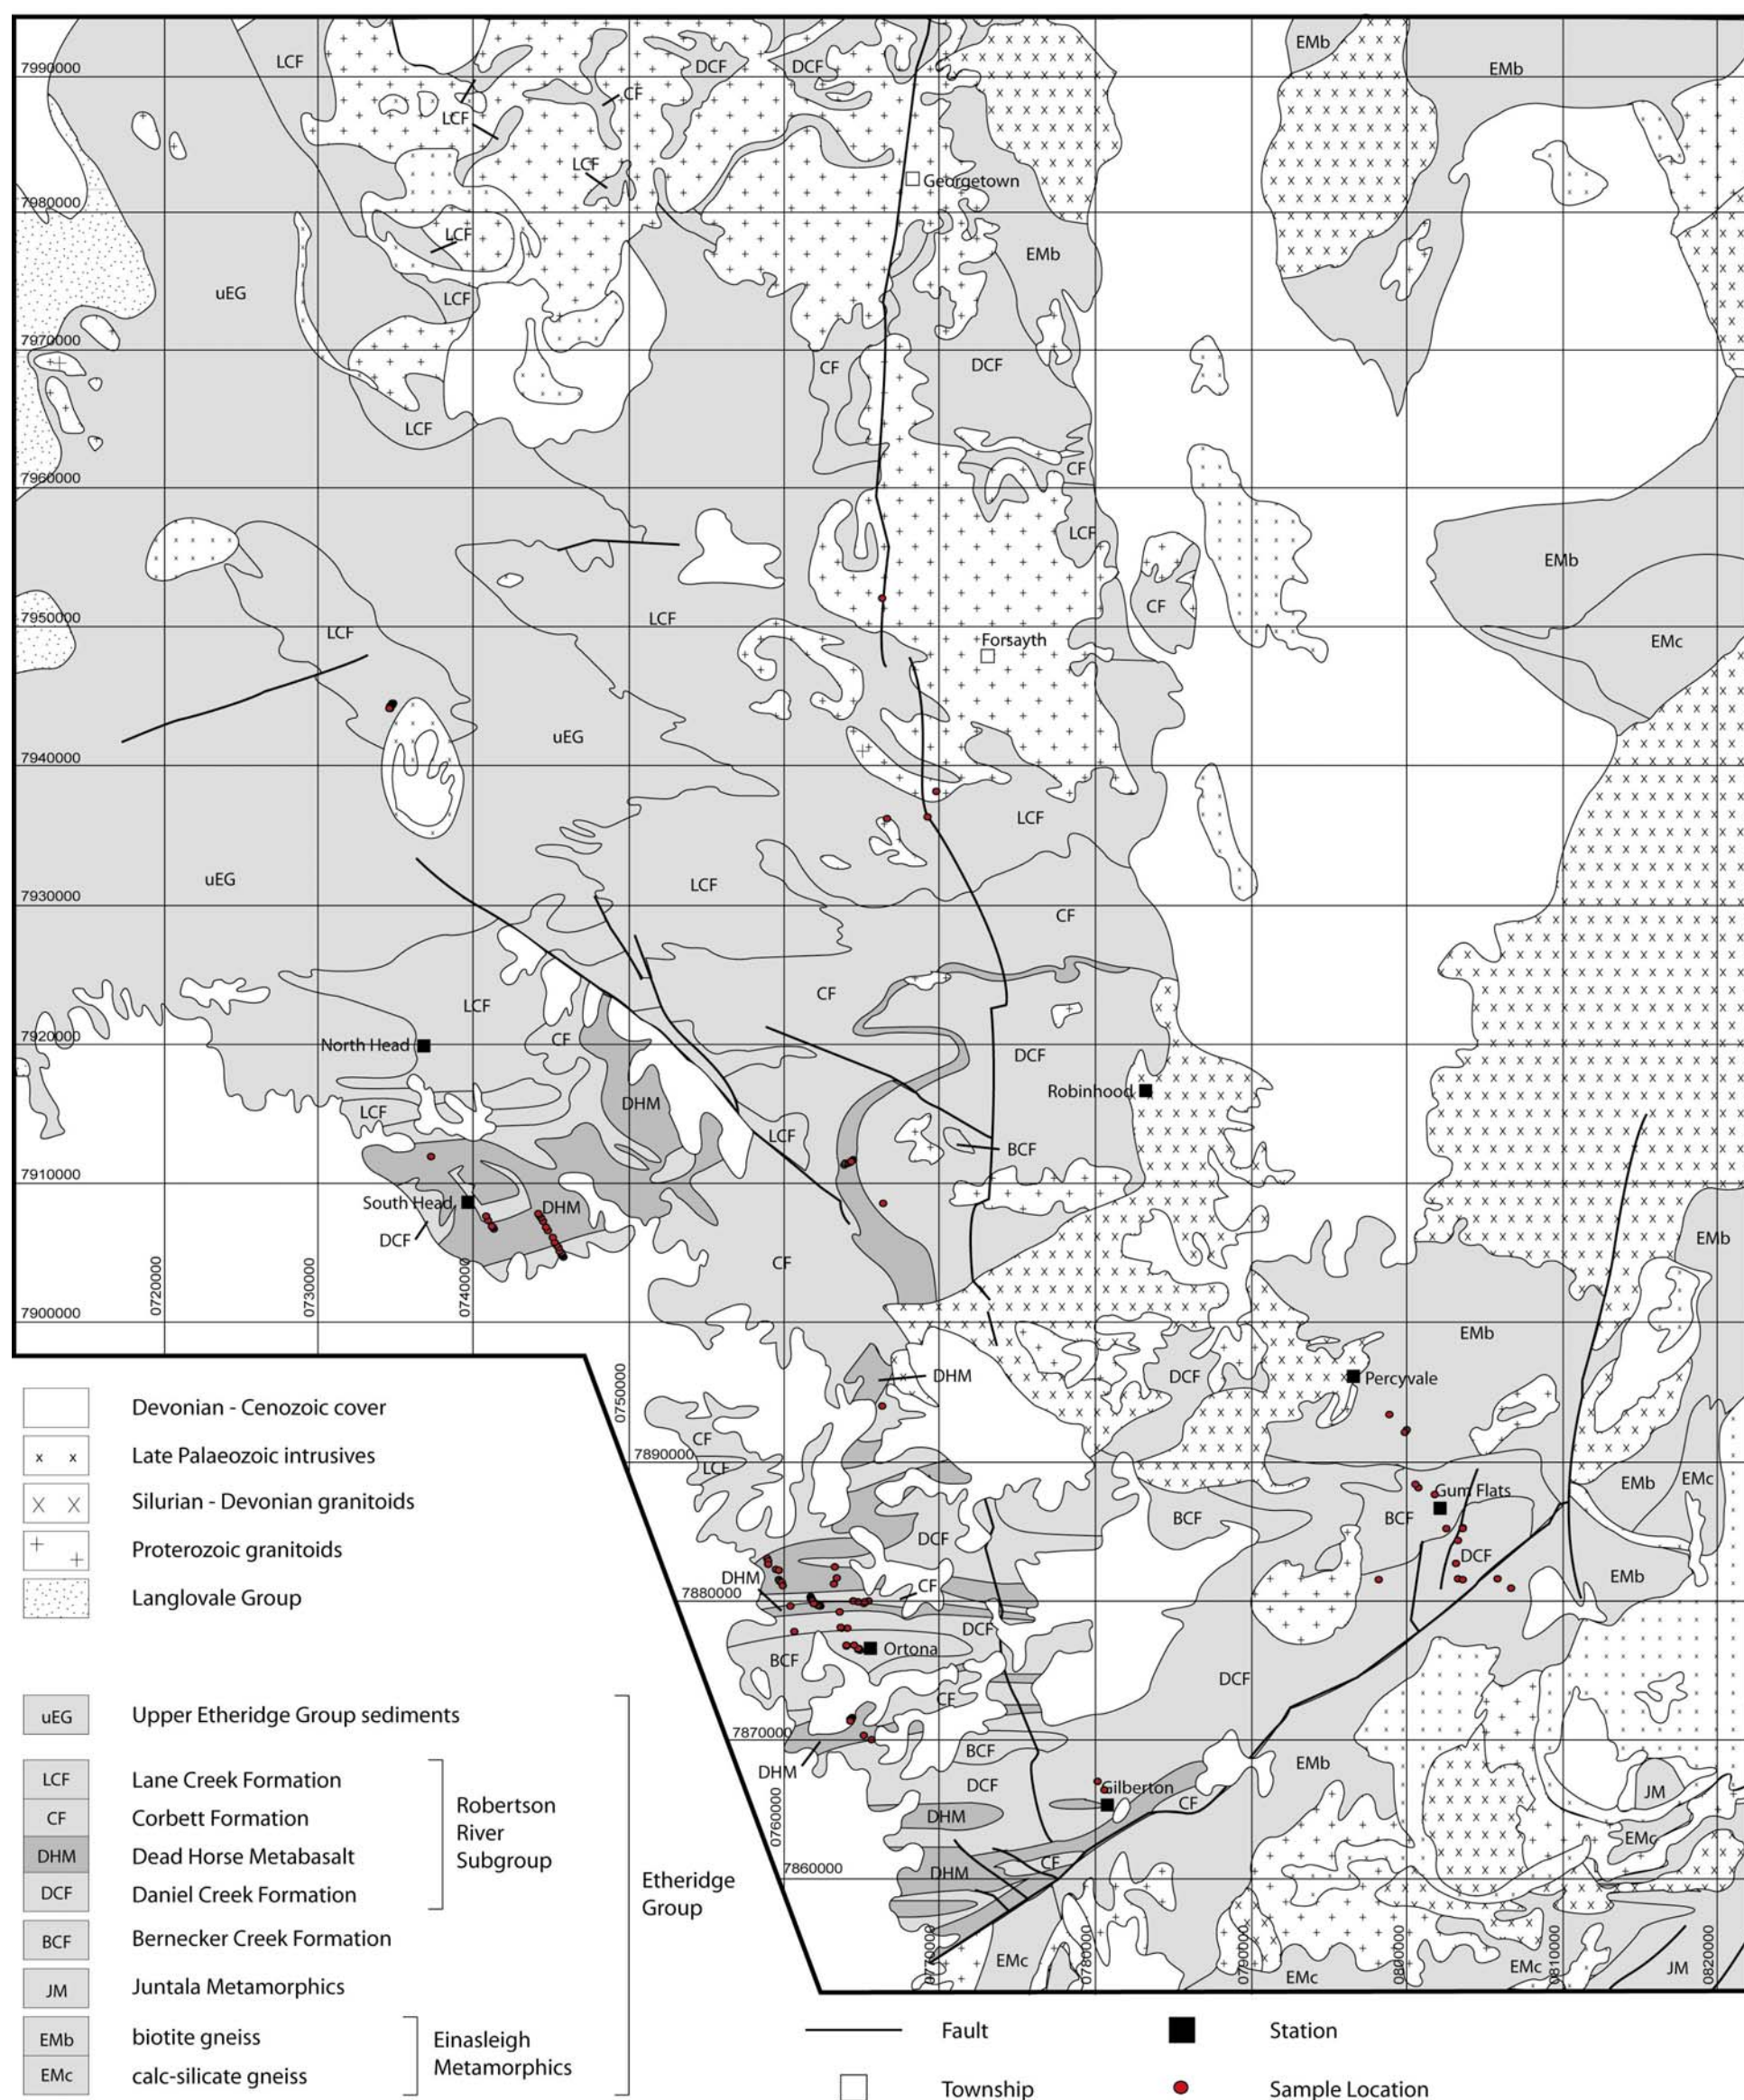 LCF
DCF
DCF
EMb
EMb
7990000
CF
LCF
LCF
Georgetown
7980000
LCF
EMb
uEG
LCF
7970000
CF
DCF
LCF
CF
7960000
LCF
EMb
CF
7950000
LCF
LCF
Forsayth
EMc
uEG
7940000
LCF
uEG
LCF
7930000
CF
CF
LCF
North Head
CF
7920000
DCF
Robinhood
LCF
DHM
LCF
BCF
7910000
South Head
DHM
DCF
CF
EMb
0720000
0730000
0740000
7900000
EMb
DHM
DCF
Percyvale
0750000
CF
7890000
LCF
EMb
EMc
Gum Flats
BCF
BCF
DCF
DCF
DHM
7880000
CF
EMb
DCF
Ortona
BCF
DCF
CF
7870000
BCF
EMb
DHM
DCF
Gilberton
JM
0760000
DHM
CF
EMc
7860000
DHM
CF
0770000
0780000
0790000
0800000
0810000
0820000
EMc
EMc
EMc
JM
Devonian - Cenozoic cover
x x Late Palaeozoic intrusives
X X Silurian - Devonian granitoids
+ + Proterozoic granitoids
Langlovale Group
uEG Upper Etheridge Group sediments
LCF Lane Creek Formation
CF Corbett Formation
DHM Dead Horse Metabasalt
DCF Daniel Creek Formation
Robertson
River
Subgroup
BCF Bernecker Creek Formation
JM Juntala Metamorphics
EMb biotite gneiss
EMc calc-silicate gneiss
Einasleigh
Metamorphics
Etheridge
Group
Fault
Station
Township
Sample Location